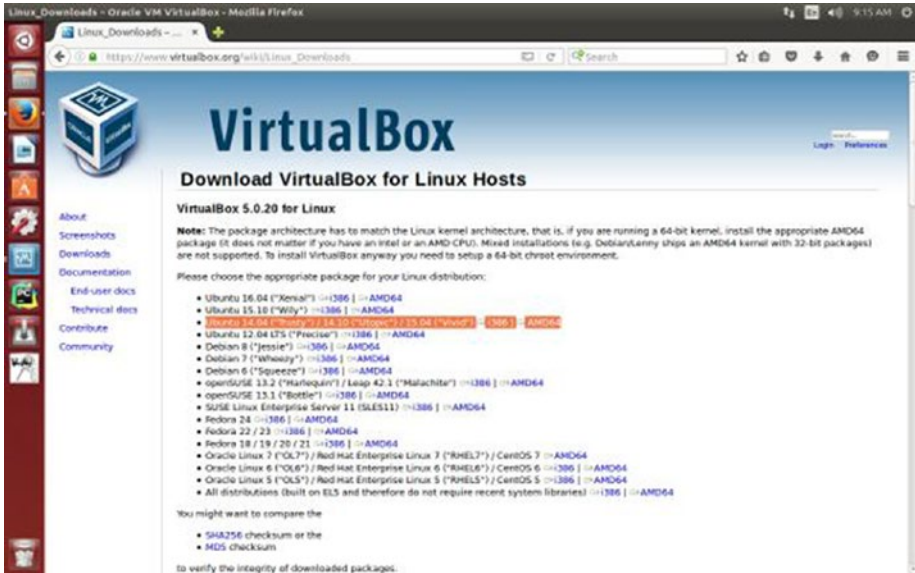 Linux_Downloads – Oracle VM VirtualBox - Mozilla Firefox
En
9:15 AM
Linux_Downloads – ...
https://www.virtualbox.org/wiki/Linux_Downloads
Search
VirtualBox
search...
Login Preferences
Download VirtualBox for Linux Hosts
About
Screenshots
Downloads
Documentation
End-user docs
Technical docs
Contribute
Community
VirtualBox 5.0.20 for Linux
Note: The package architecture has to match the Linux kernel architecture, that is, if you are running a 64-bit kernel, install the appropriate AMD64
package (it does not matter if you have an Intel or an AMD CPU). Mixed installations (e.g. Debian/Lenny ships an AMD64 kernel with 32-bit packages)
are not supported. To install VirtualBox anyway you need to setup a 64-bit chroot environment.
Please choose the appropriate package for your Linux distribution:
• Ubuntu 16.04 ("Xenial") i386 | AMD64
• Ubuntu 15.10 ("Wily") i386 | AMD64
• Ubuntu 14.04 ("Trusty") / 14.10 ("Utopic") / 15.04 ("Vivid") i386 | AMD64
• Ubuntu 12.04 LTS ("Precise") i386 | AMD64
• Debian 8 ("Jessie") i386 | AMD64
• Debian 7 ("Wheezy") i386 | AMD64
• Debian 6 ("Squeeze") i386 | AMD64
• openSUSE 13.2 ("Harlequin") / Leap 42.1 ("Malachite") i386 | AMD64
• openSUSE 13.1 ("Bottle") i386 | AMD64
• SUSE Linux Enterprise Server 11 (SLES11) i386 | AMD64
• Fedora 24 i386 | AMD64
• Fedora 22 / 23 i386 | AMD64
• Fedora 18 / 19 / 20 / 21 i386 | AMD64
• Oracle Linux 7 ("OL7") / Red Hat Enterprise Linux 7 ("RHEL7") / CentOS 7 AMD64
• Oracle Linux 6 ("OL6") / Red Hat Enterprise Linux 6 ("RHEL6") / CentOS 6 i386 | AMD64
• Oracle Linux 5 ("OL5") / Red Hat Enterprise Linux 5 ("RHEL5") / CentOS 5 i386 | AMD64
• All distributions (built on EL5 and therefore do not require recent system libraries) i386 | AMD64
You might want to compare the
• SHA256 checksum or the
• MD5 checksum
to verify the integrity of downloaded packages.